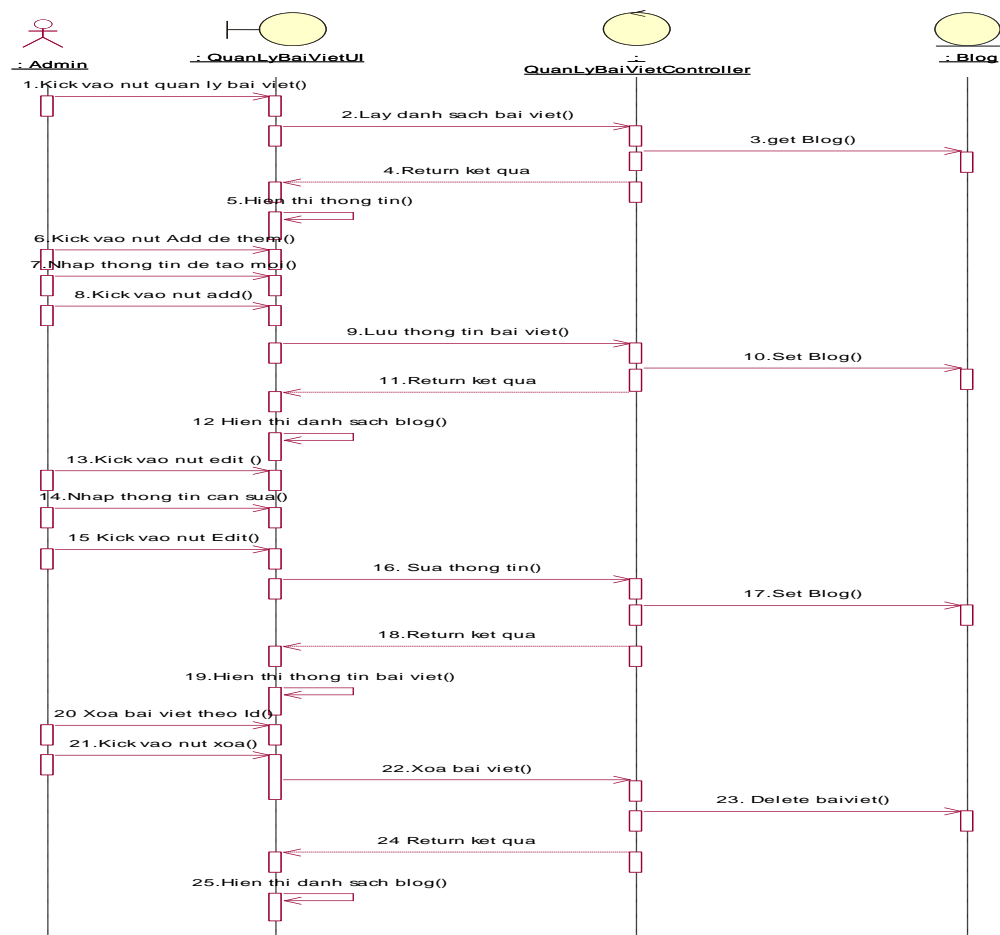 : Admin
: QuanLyBaiVietUI
:
QuanLyBaiVietController
: Blog
1.Kick vao nut quan ly bai viet()
2.Lay danh sach bai viet()
3.get Blog()
4.Return ket qua
5.Hien thi thong tin()
6.Kick vao nut Add de them()
7.Nhap thong tin de tao moi()
8.Kick vao nut add()
9.Luu thong tin bai viet()
10.Set Blog()
11.Return ket qua
12 Hien thi danh sach blog()
13.Kick vao nut edit ()
14.Nhap thong tin can sua()
15 Kick vao nut Edit()
16. Sua thong tin()
17.Set Blog()
18.Return ket qua
19.Hien thi thong tin bai viet()
20 Xoa bai viet theo Id()
21.Kick vao nut xoa()
22.Xoa bai viet()
23. Delete baiviet()
24 Return ket qua
25.Hien thi danh sach blog()